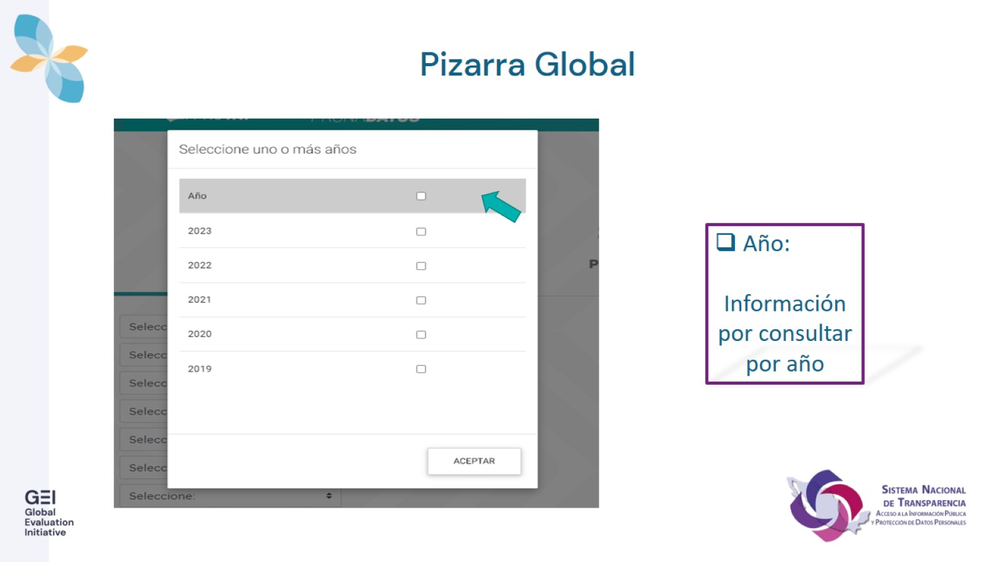 Pizarra Global
Seleccione uno o más años
Año
2023
2022
2021
2020
2019
ACEPTAR
Selecc
Selecc
Selecc
Selecc
Selecc
Selecc
Seleccione:
P
❑ Año:
Información
por consultar
por año
GEI
Global
Evaluation
Initiative
SISTEMA NACIONAL
DE TRANSPARENCIA
ACCESO A LA INFORMACIÓN PÚBLICA
Y PROTECCIÓN DE DATOS PERSONALES